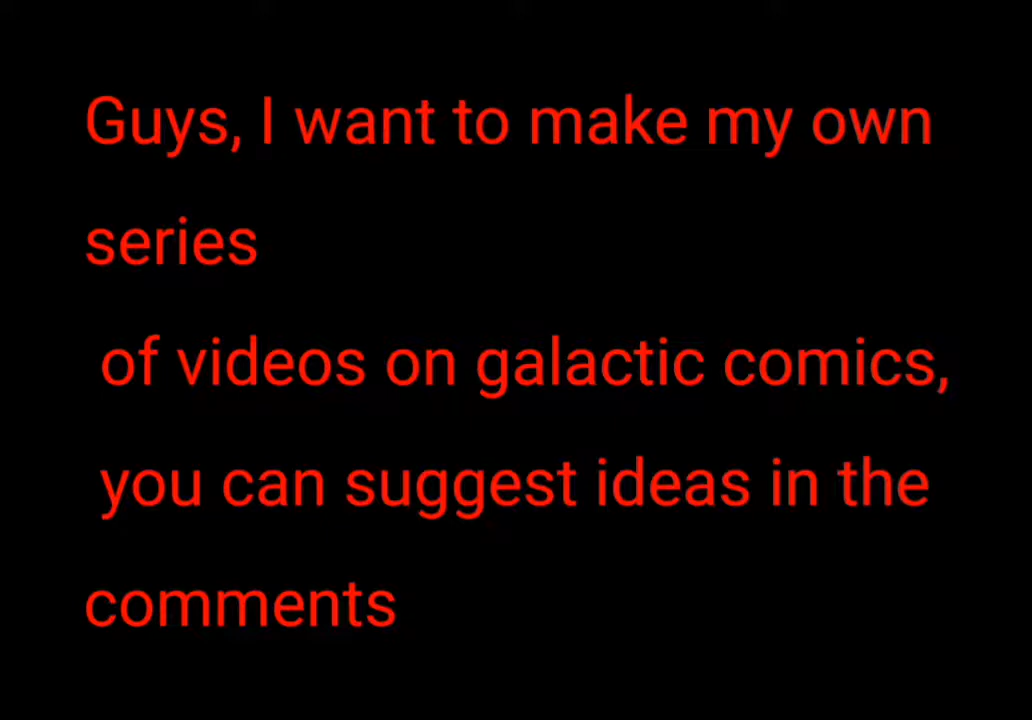 Guys, I want to make my own
series
of videos on galactic comics,
you can suggest ideas in the
comments